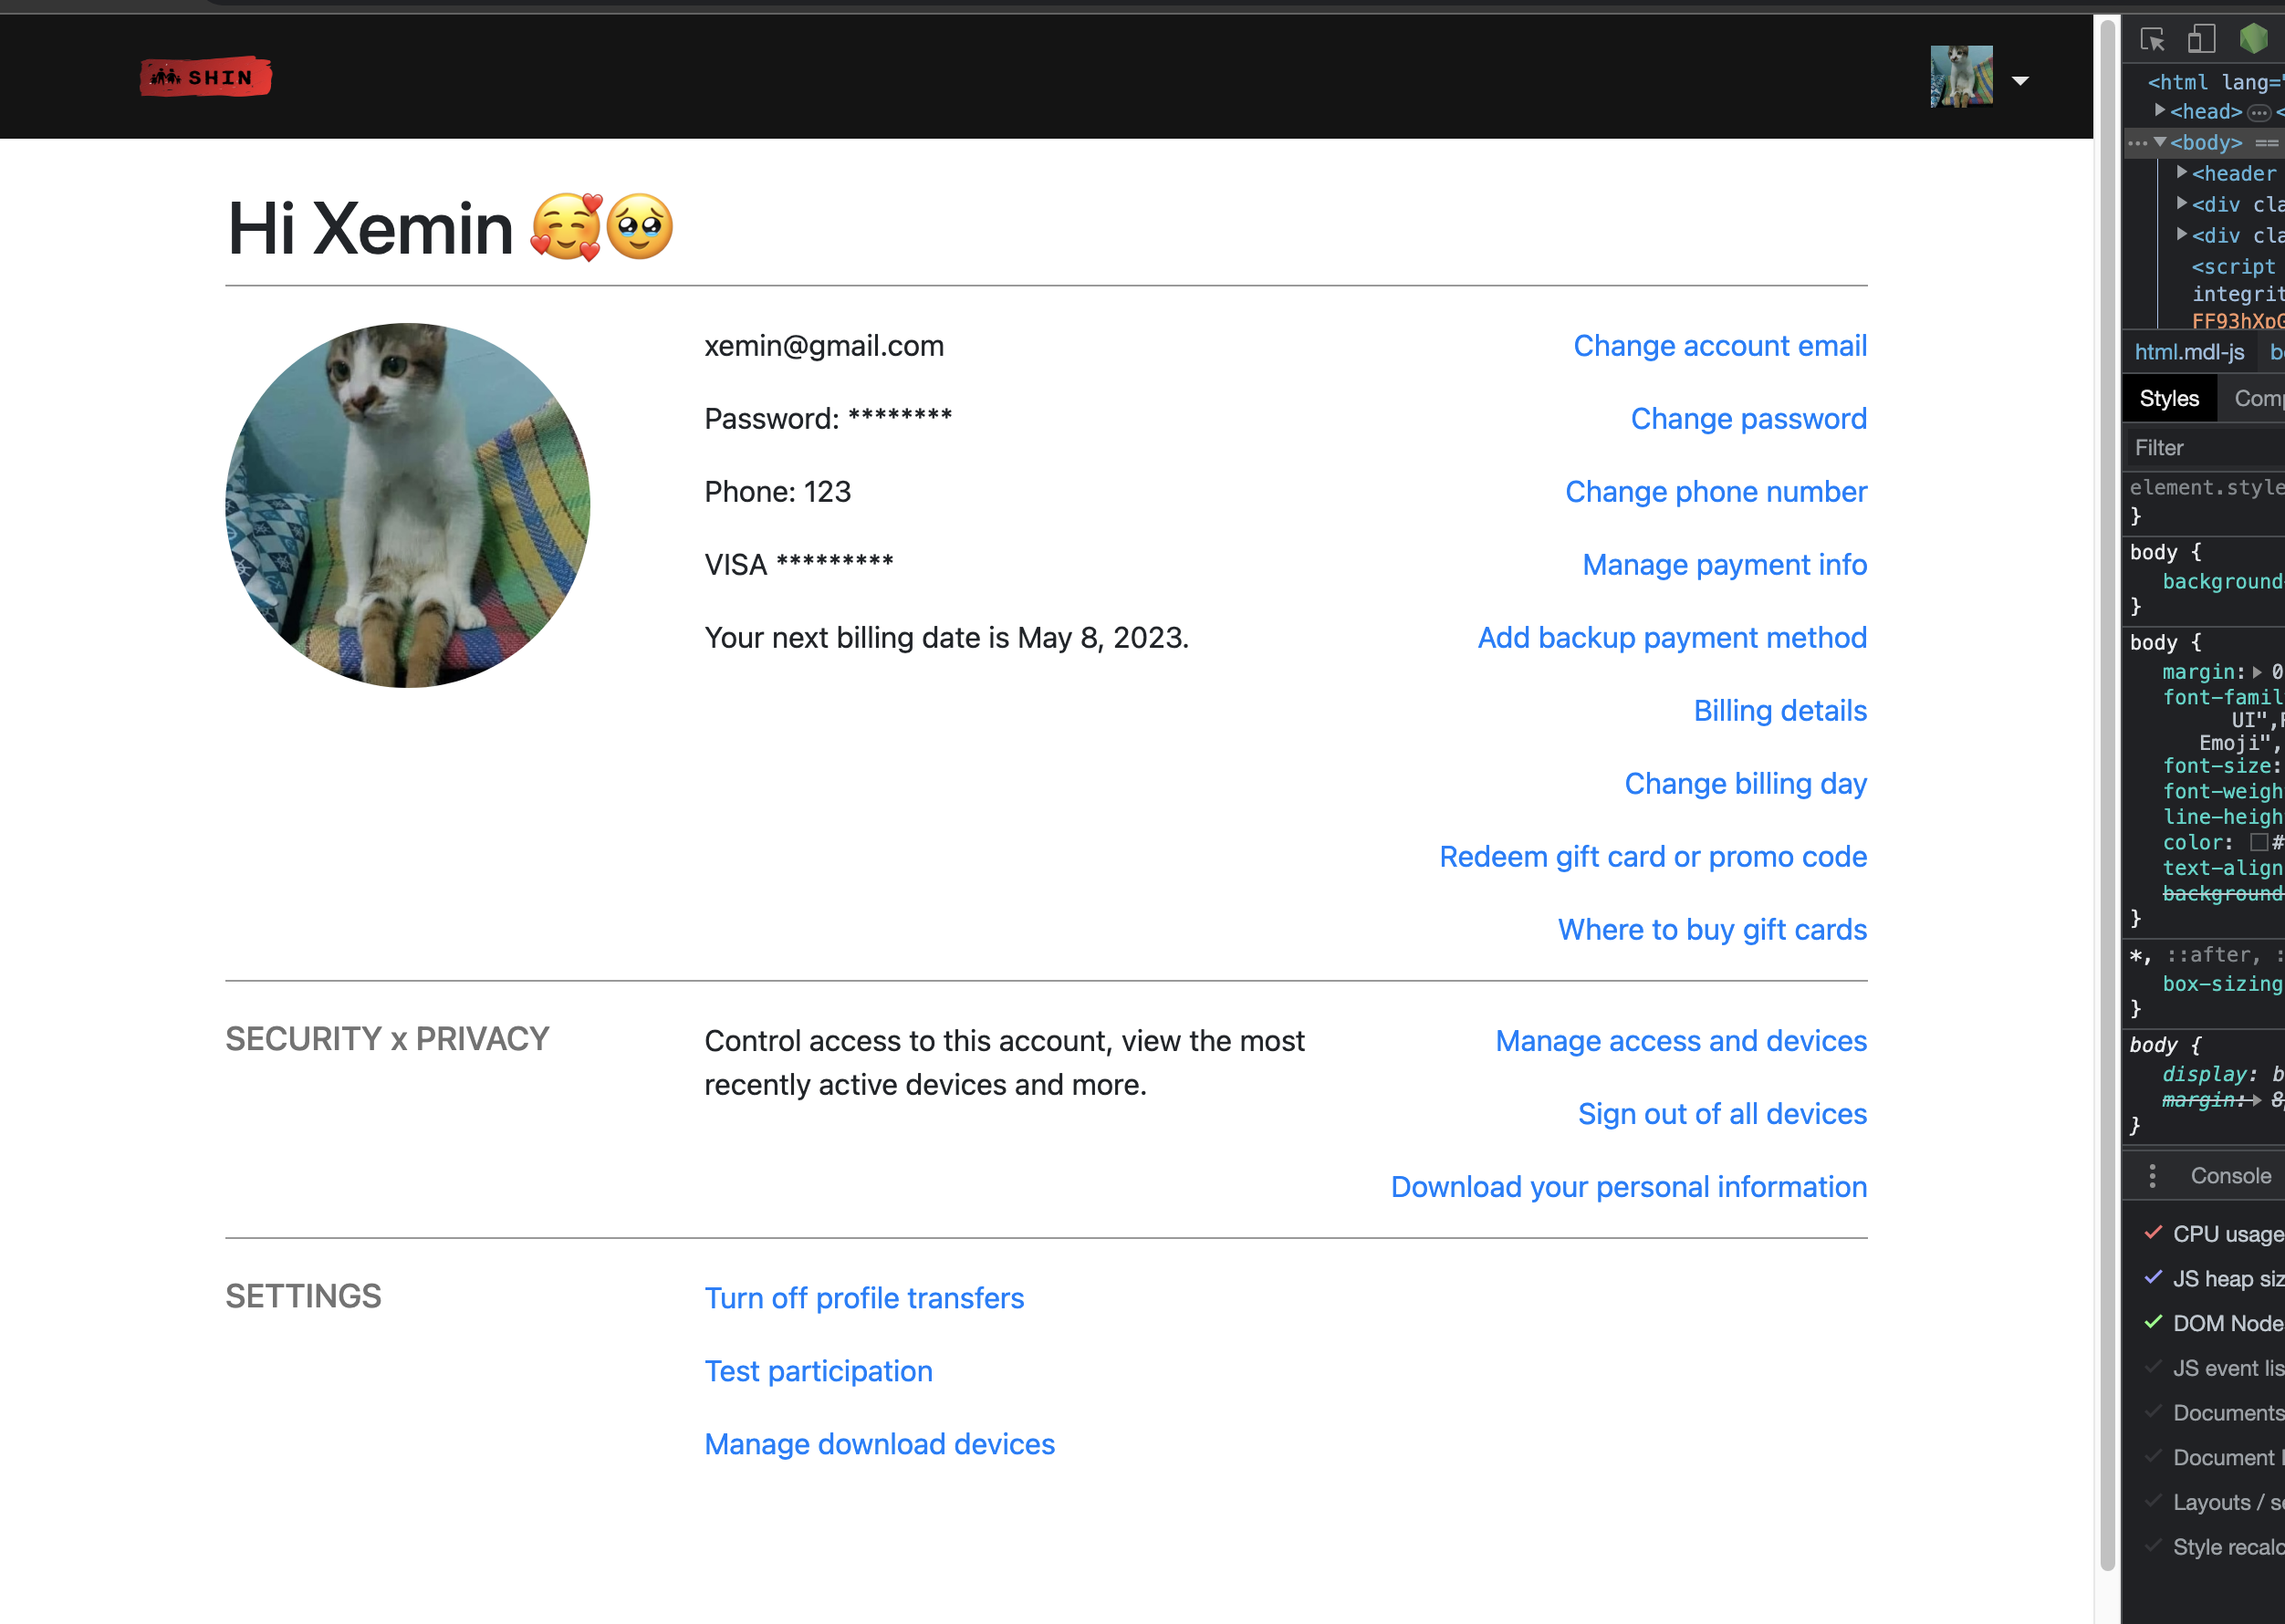 SHIN
Hi Xemin 🥰🥹
xemin@gmail.com
Change account email
Password: ********
Change password
Phone: 123
Change phone number
VISA *********
Manage payment info
Your next billing date is May 8, 2023.
Add backup payment method
Billing details
Change billing day
Redeem gift card or promo code
Where to buy gift cards
SECURITY x PRIVACY
Control access to this account, view the most
recently active devices and more.
Manage access and devices
Sign out of all devices
Download your personal information
SETTINGS
Turn off profile transfers
Test participation
Manage download devices
<html lang="
<head>
<body> ==
<header
<div cla
<div cla
<script
integrit
FF93hXpG
html.mdl-js
Styles
Filter
element.style
}
body {
background-
}
body {
margin: 0
font-famil
UI",
Emoji",
font-size:
font-weigh
line-heigh
color: #
text-align
background-
}
*, ::after, :
box-sizing
}
body {
display: b
margin: 8
}
Console
CPU usage
JS heap siz
DOM Node
JS event lis
Documents
Document
Layouts / s
Style recalc